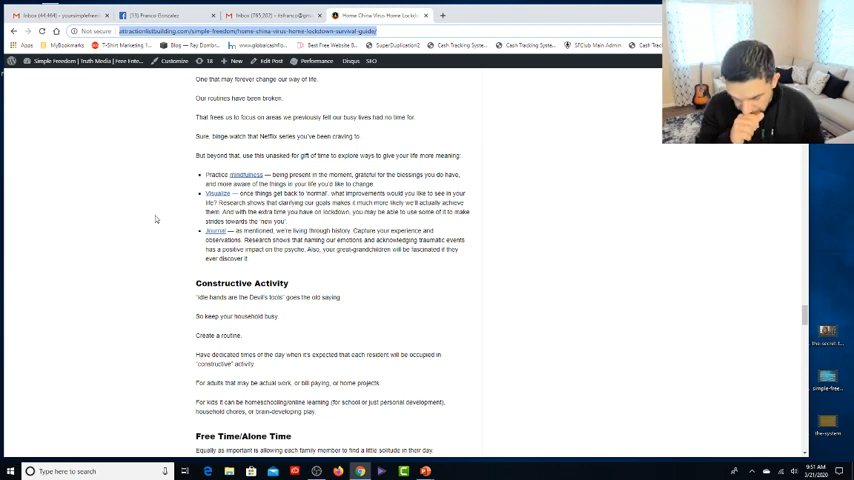 Inbox (44,464) - yoursimplefreed
(15) Franco Gonzalez
Inbox (765,202) - itsfranco@gmai
Home China Virus Home Lockdo
Not secure
attractionlistbuilding.com/simple-freedom/home-china-virus-home-lockdown-survival-guide/
Apps
MyBookmarks
T-Shirt Marketing
Blog — Ray Domfort
www.globalcashflo
Best Free Website B
SuperDuplication2
Cash Tracking System
Cash Tracking System
SFClub Main Admin
Cash Track
Simple Freedom | Truth Media | Free Ente...
Customize
18
New
Edit Post
Performance
Disqus
SEO
One that may forever change our way of life.
Our routines have been broken.
That frees us to focus on areas we previously felt our busy lives had no time for.
Sure, binge-watch that Netflix series you've been craving to.
But beyond that, use this unasked-for gift of time to explore ways to give your life more meaning:
Practice mindfulness — being present in the moment, grateful for the blessings you do have,
and more aware of the things in your life you'd like to change.
Visualize — once things get back to 'normal', what improvements would you like to see in your
life? Research shows that clarifying our goals makes it much more likely we'll actually achieve
them. And with the extra time you have on lockdown, you may be able to use some of it to make
strides towards the 'new you'.
Journal — as mentioned, we're living through history. Capture your experience and
observations. Research shows that naming our emotions and acknowledging traumatic events
has a positive impact on the psyche. Also, your great-grandchildren will be fascinated if they
ever discover it
Constructive Activity
"Idle hands are the Devil's tools" goes the old saying
So keep your household busy.
Create a routine.
Have dedicated times of the day when it's expected that each resident will be occupied in
"constructive" activity.
For adults that may be actual work, or bill paying, or home projects.
For kids it can be homeschooling/online learning (for school or just personal development),
household chores, or brain-developing play.
Free Time/Alone Time
Equally as important is allowing each family member to find a little solitude in their day.
the-secret-t...
simple-free...
the-system
Type here to search
9:51 AM
3/21/2020